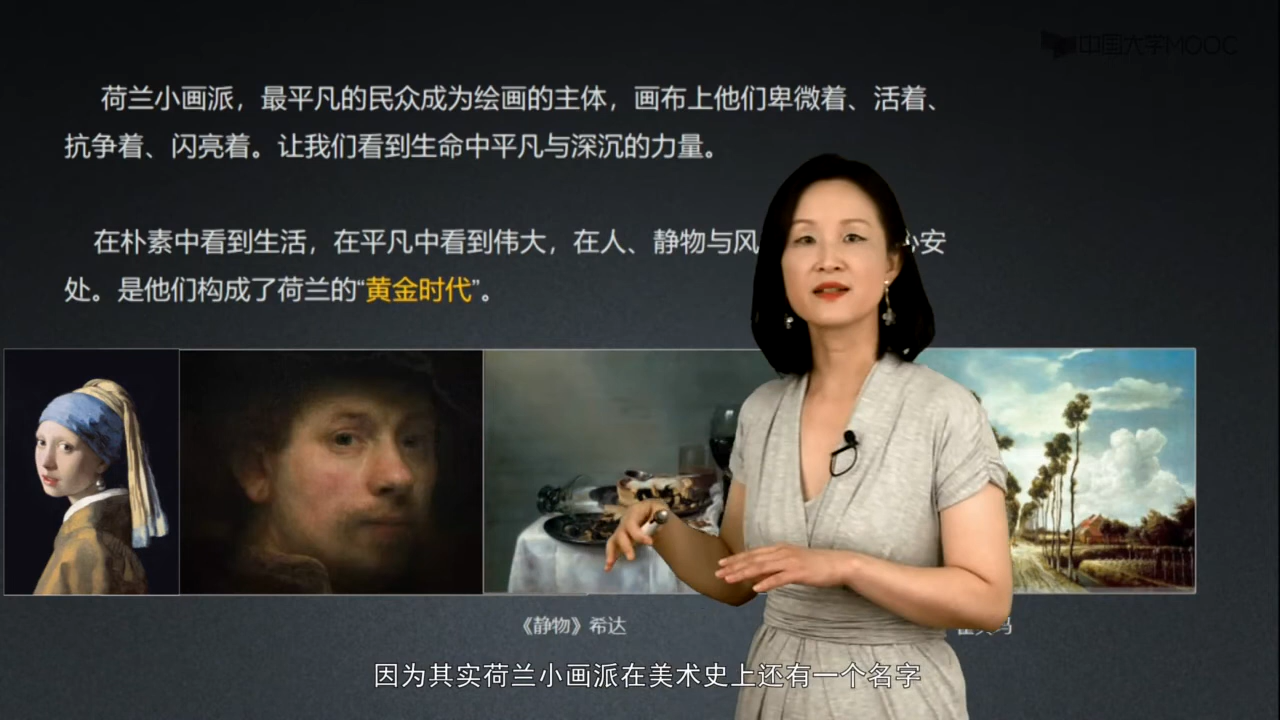 中国大学MOOC
荷兰小画派，最平凡的民众成为绘画的主体，画布上他们卑微着、活着、
抗争着、闪亮着。让我们看到生命中平凡与深沉的力量。
在朴素中看到生活，在平凡中看到伟大，在人、静物与风 心安
处。是他们构成了荷兰的“黄金时代”。
《静物》希达
因为其实荷兰小画派在美术史上还有一个名字